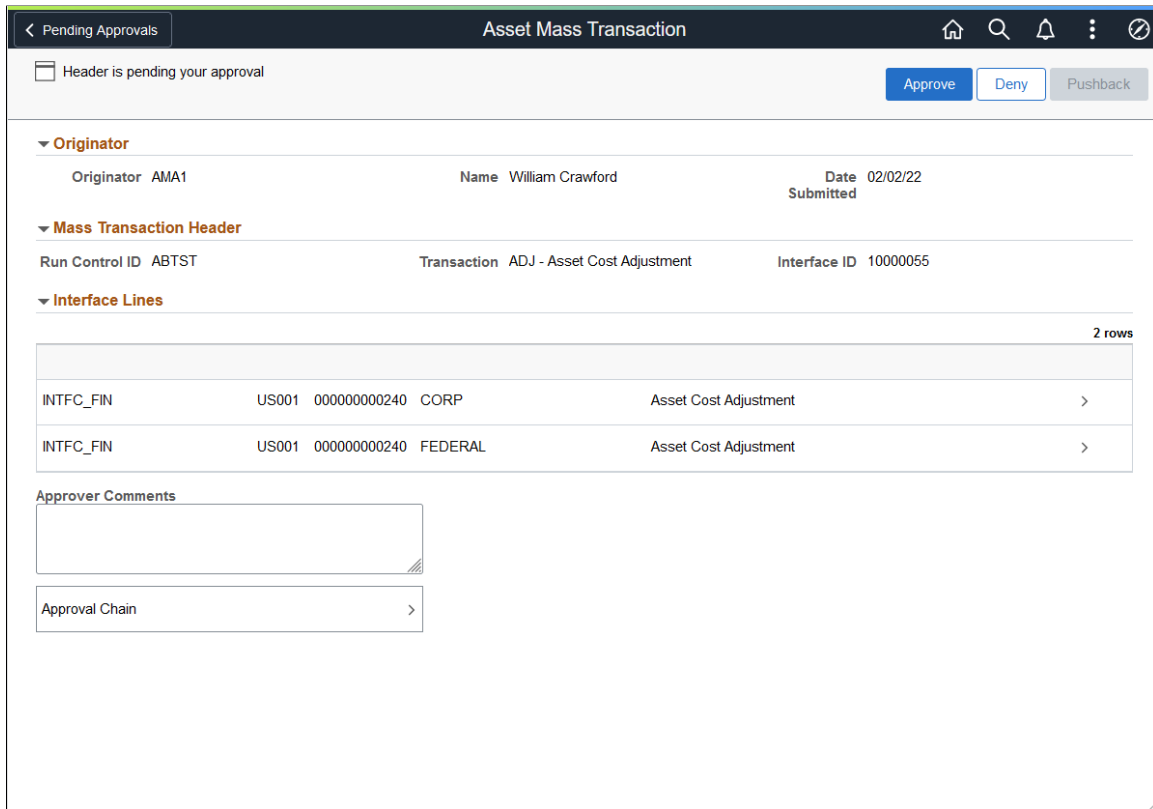 Pending Approvals
Asset Mass Transaction
Header is pending your approval
Approve
Deny
Pushback
Originator
Originator AMA1
Name William Crawford
Date Submitted 02/02/22
Mass Transaction Header
Run Control ID ABTST
Transaction ADJ - Asset Cost Adjustment
Interface ID 10000055
Interface Lines
2 rows
INTFC_FIN US001 000000000240 CORP Asset Cost Adjustment
INTFC_FIN US001 000000000240 FEDERAL Asset Cost Adjustment
Approver Comments
Approval Chain